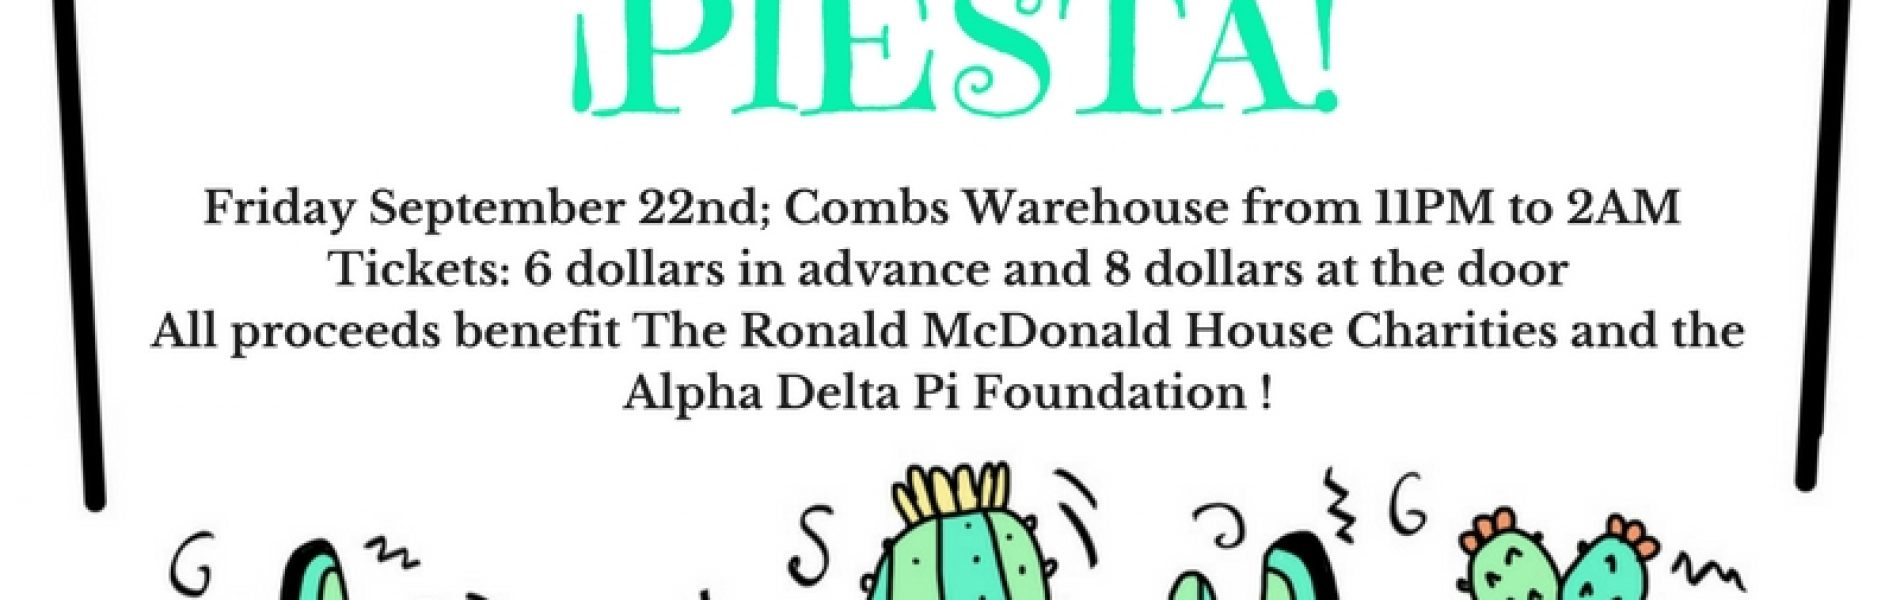 ¡PIESTA!
Friday September 22nd; Combs Warehouse from 11PM to 2AM
Tickets: 6 dollars in advance and 8 dollars at the door
All proceeds benefit The Ronald McDonald House Charities and the
Alpha Delta Pi Foundation !